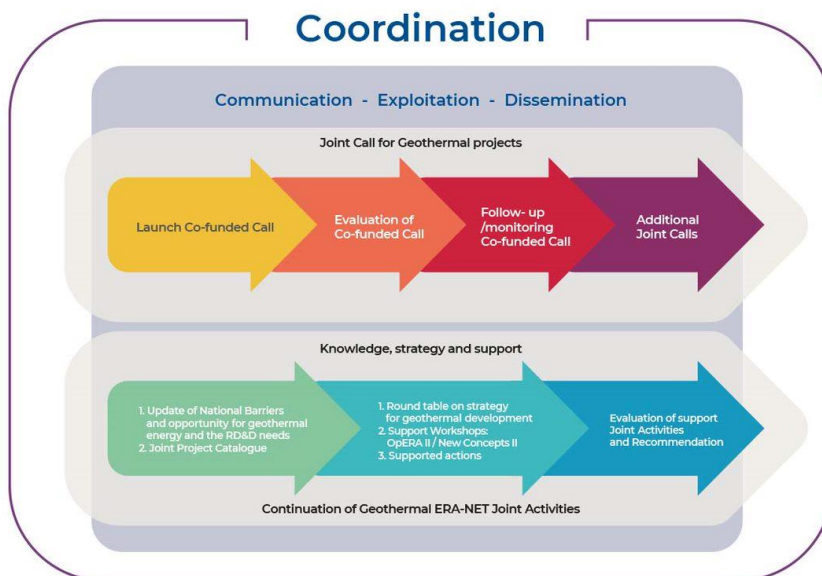 Coordination
Communication - Exploitation - Dissemination
Joint Call for Geothermal projects
Launch Co-funded Call
Evaluation of
Co-funded Call
Follow- up
/monitoring
Co-funded Call
Additional
Joint Calls
Knowledge, strategy and support
1. Update of National Barriers
and opportunity for geothermal
energy and the RD&D needs
2. Joint Project Catalogue
1. Round table on strategy
for geothermal development
2. Support Workshops:
OpERA II / New Concepts II
3. Supported actions
Evaluation of support
Joint Activities
and Recommendation
Continuation of Geothermal ERA-NET Joint Activities